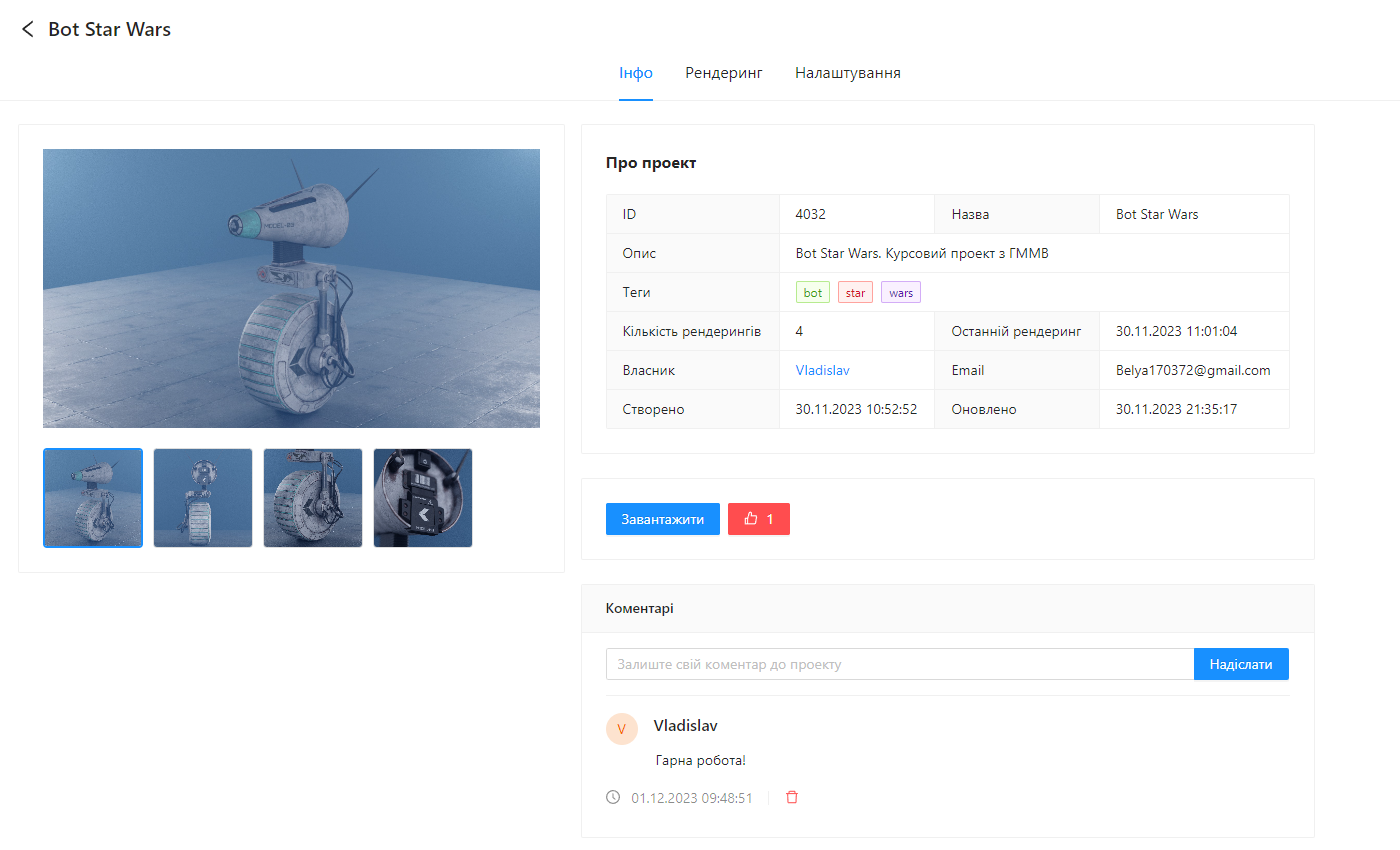 Bot Star Wars
Інфо Рендеринг Налаштування
MODEL-83
Про проект
ID 4032 Назва Bot Star Wars
Опис Bot Star Wars. Курсовий проект з ГММВ
Теги bot star wars
Кількість рендерингів 4 Останній рендеринг 30.11.2023 11:01:04
Власник Vladislav Email Belya170372@gmail.com
Створено 30.11.2023 10:52:52 Оновлено 30.11.2023 21:35:17
Завантажити 1
Коментарі
Залиште свій коментар до проекту Надіслати
V Vladislav
Гарна робота!
01.12.2023 09:48:51